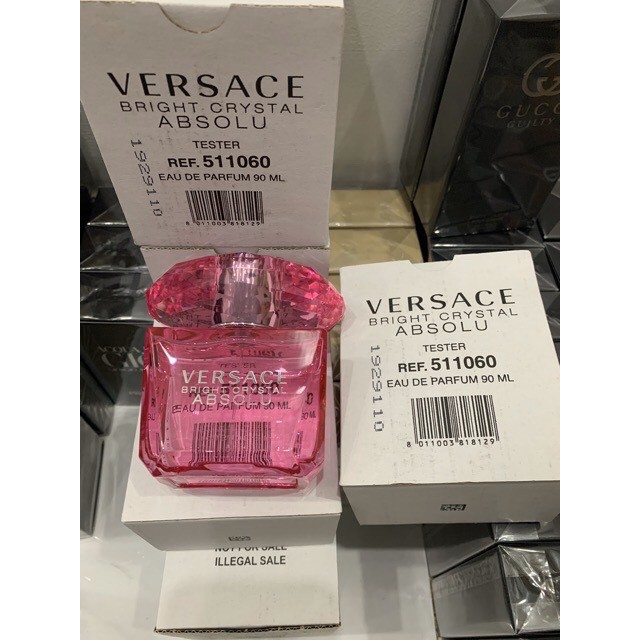 VERSACE
BRIGHT CRYSTAL
ABSOLU
TESTER
REF. 511060
EAU DE PARFUM 90 ML
8 011003 818129
1929110
GUCCI
GUILTY
VERSACE
BRIGHT CRYSTAL
ABSOLU
TESTER
REF. 511060
EAU DE PARFUM 90 ML
8 011003 818129
1929110
TESTER
VERSACE
BRIGHT CRYSTAL
ABSOLU
EAU DE PARFUM 90 ML
NOT FOR SALE
ILLEGAL SALE